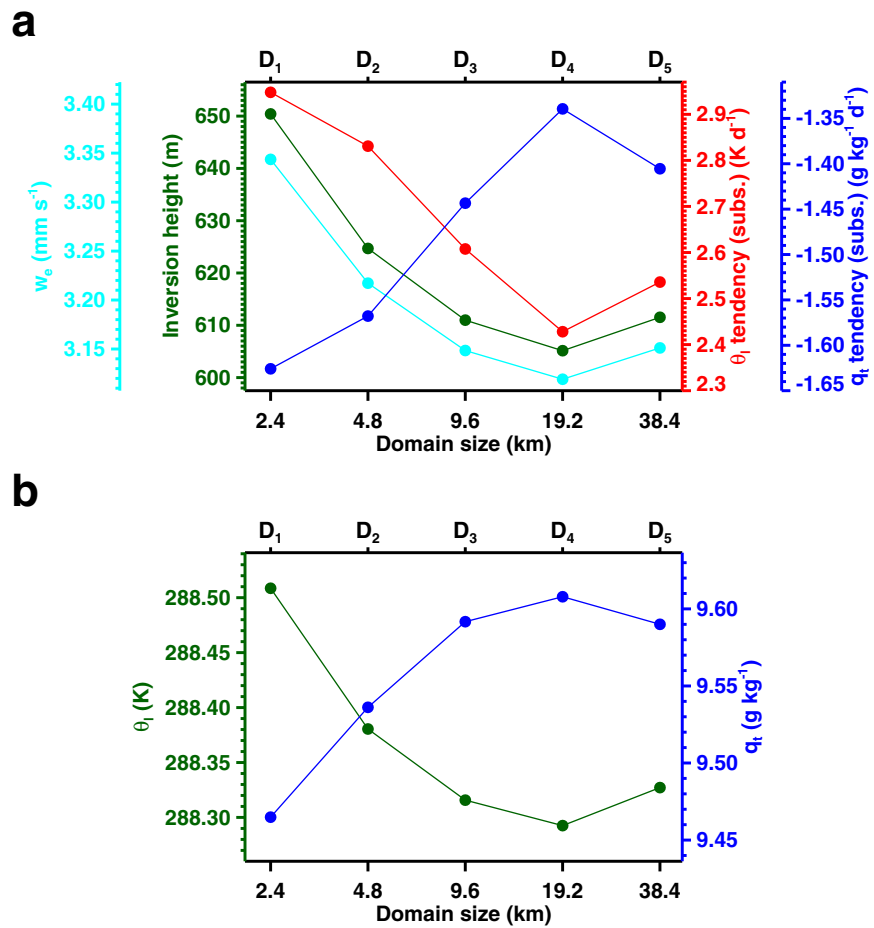 a
D1 D2 D3 D4 D5
3.40 3.35 3.30 3.25 3.20 3.15
we (mm s-1)
650 640 630 620 610 600
Inversion height (m)
2.9 2.8 2.7 2.6 2.5 2.4 2.3
θl tendency (subs.) (K d-1)
-1.35 -1.40 -1.45 -1.50 -1.55 -1.60 -1.65
qt tendency (subs.) (g kg-1 d-1)
2.4 4.8 9.6 19.2 38.4
Domain size (km)
b
D1 D2 D3 D4 D5
288.50 288.45 288.40 288.35 288.30
θl (K)
9.60 9.55 9.50 9.45
qt (g kg-1)
2.4 4.8 9.6 19.2 38.4
Domain size (km)